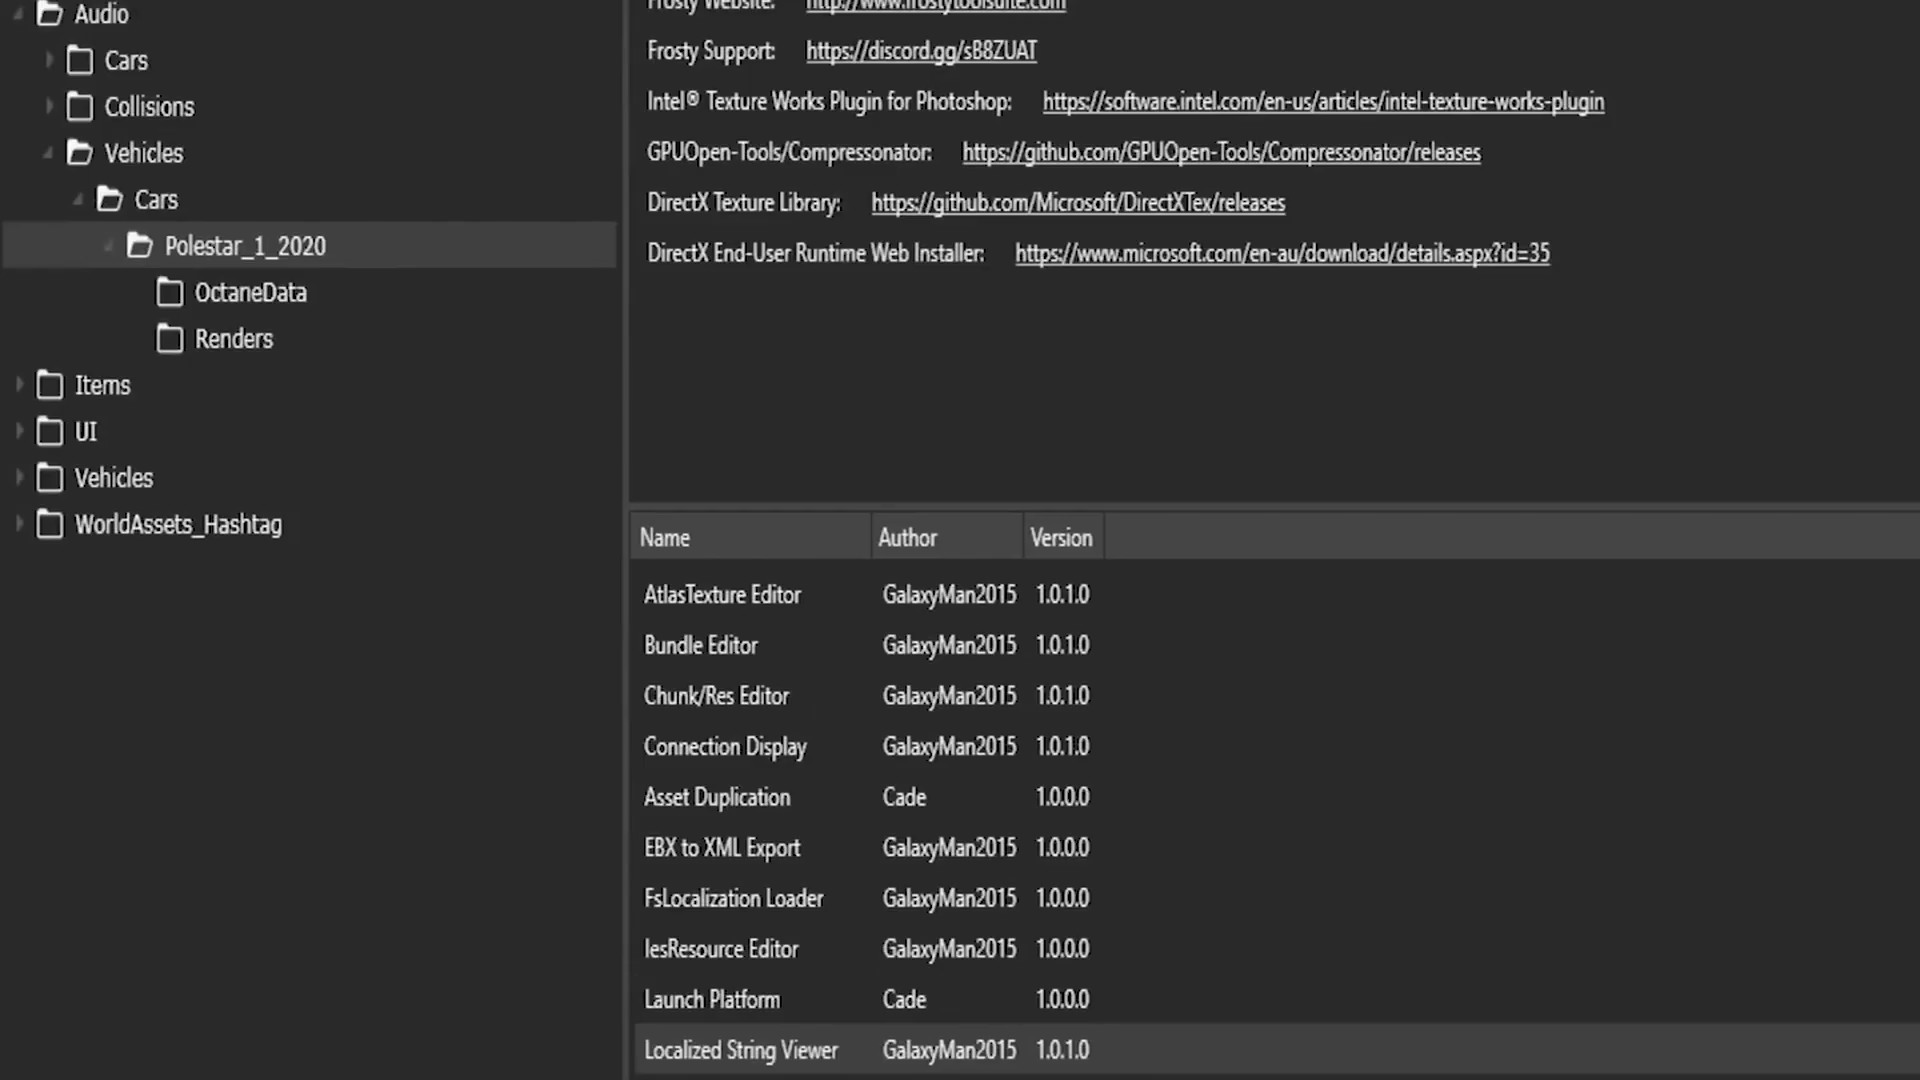 Audio
Cars
Collisions
Vehicles
Cars
Polestar_1_2020
OctaneData
Renders
Items
UI
Vehicles
WorldAssets_Hashtag
Frosty Website: http://www.frostytoolsuite.com
Frosty Support: https://discord.gg/sB8ZUAT
Intel® Texture Works Plugin for Photoshop: https://software.intel.com/en-us/articles/intel-texture-works-plugin
GPUOpen-Tools/Compressonator: https://github.com/GPUOpen-Tools/Compressonator/releases
DirectX Texture Library: https://github.com/Microsoft/DirectXTex/releases
DirectX End-User Runtime Web Installer: https://www.microsoft.com/en-au/download/details.aspx?id=35
Name Author Version
AtlasTexture Editor GalaxyMan2015 1.0.1.0
Bundle Editor GalaxyMan2015 1.0.1.0
Chunk/Res Editor GalaxyMan2015 1.0.1.0
Connection Display GalaxyMan2015 1.0.1.0
Asset Duplication Cade 1.0.0.0
EBX to XML Export GalaxyMan2015 1.0.0.0
FsLocalization Loader GalaxyMan2015 1.0.0.0
IesResource Editor GalaxyMan2015 1.0.0.0
Launch Platform Cade 1.0.0.0
Localized String Viewer GalaxyMan2015 1.0.1.0